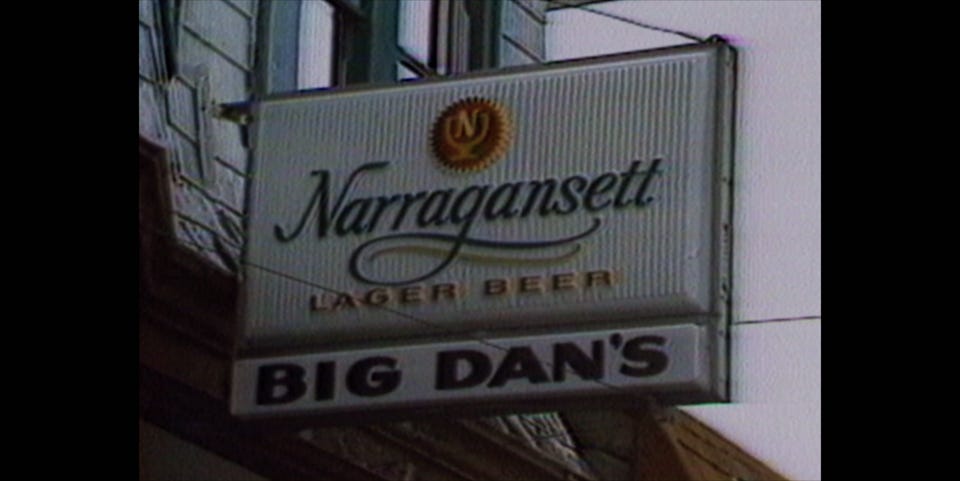 N
Narragansett
LAGER BEER
BIG DAN'S